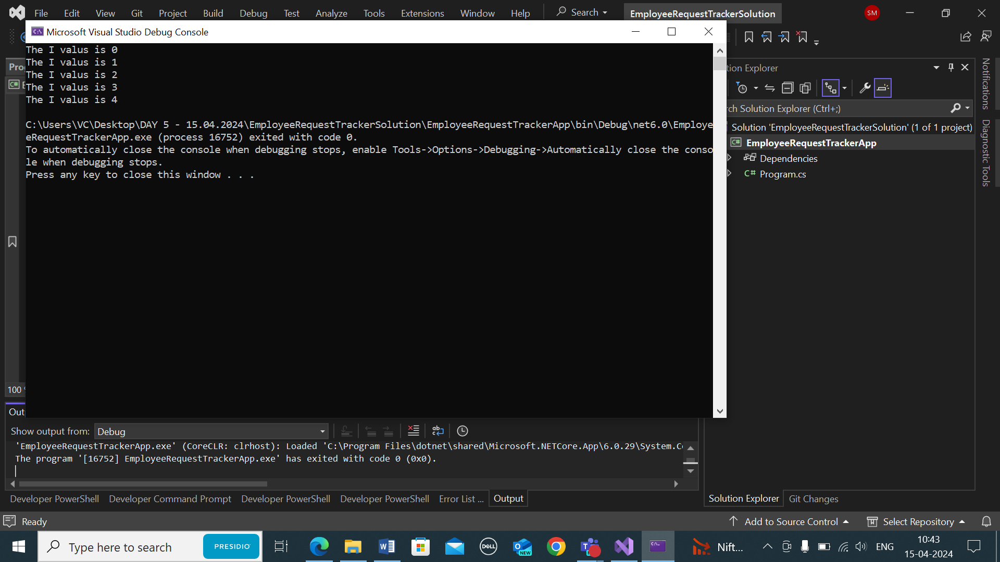 File Edit View Git Project Build Debug Test Analyze Tools Extensions Window Help Search EmployeeRequestTrackerSolution SM
Microsoft Visual Studio Debug Console
The I valus is 0
The I valus is 1
The I valus is 2
The I valus is 3
The I valus is 4
C:\Users\VC\Desktop\DAY 5 - 15.04.2024\EmployeeRequestTrackerSolution\EmployeeRequestTrackerApp\bin\Debug\net6.0\Employe
eRequestTrackerApp.exe (process 16752) exited with code 0.
To automatically close the console when debugging stops, enable Tools->Options->Debugging->Automatically close the conso
le when debugging stops.
Press any key to close this window . . .
tion Explorer
rch Solution Explorer (Ctrl+;)
Solution 'EmployeeRequestTrackerSolution' (1 of 1 project)
C# EmployeeRequestTrackerApp
Dependencies
C# Program.cs
Notifications
Diagnostic Tools
Pro
C# E
100 %
Out
Show output from: Debug
'EmployeeRequestTrackerApp.exe' (CoreCLR: clrhost): Loaded 'C:\Program Files\dotnet\shared\Microsoft.NETCore.App\6.0.29\System.Co
The program '[16752] EmployeeRequestTrackerApp.exe' has exited with code 0 (0x0).
Developer PowerShell Developer Command Prompt Developer PowerShell Developer PowerShell Error List ... Output
Solution Explorer Git Changes
Ready Add to Source Control Select Repository
Type here to search PRESIDIO DELL NEW Nift... ENG 10:43
15-04-2024